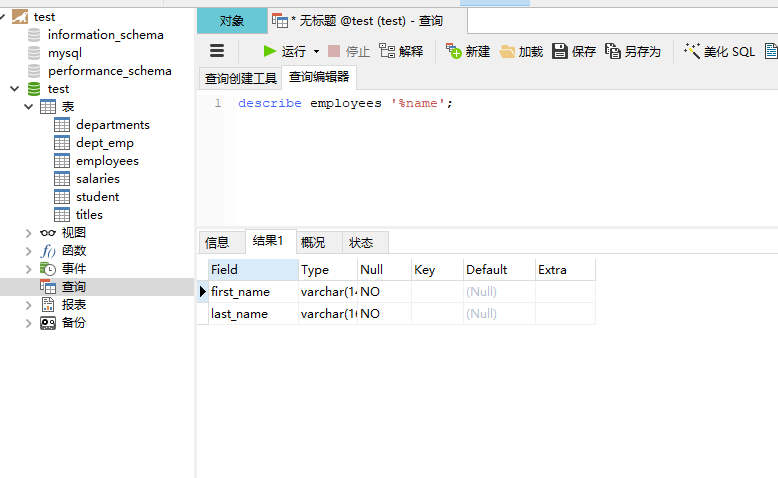 test
information_schema
mysql
performance_schema
test
表
departments
dept_emp
employees
salaries
student
titles
视图
函数
事件
查询
报表
备份
对象 * 无标题 @test (test) - 查询
运行 停止 解释 新建 加载 保存 另存为 美化 SQL
查询创建工具 查询编辑器
1 describe employees '%name';
信息 结果1 概况 状态
Field Type Null Key Default Extra
first_name varchar(14 NO (Null)
last_name varchar(16 NO (Null)